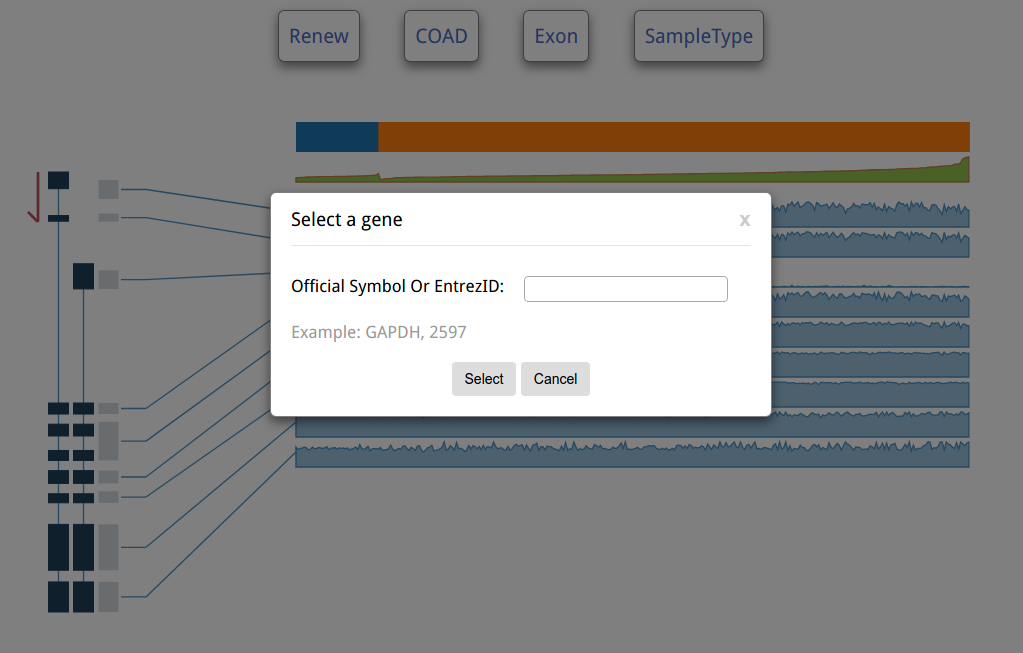 Renew COAD Exon SampleType
Select a gene x
Official Symbol Or EntrezID:
Example: GAPDH, 2597
Select Cancel